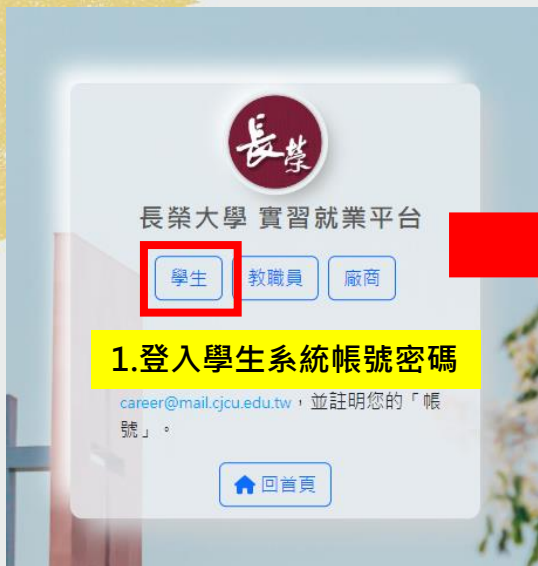 長榮
長榮大學 實習就業平台
學生 教職員 廠商
1.登入學生系統帳號密碼
career@mail.cjcu.edu.tw，並註明您的「帳
號」。
回首頁